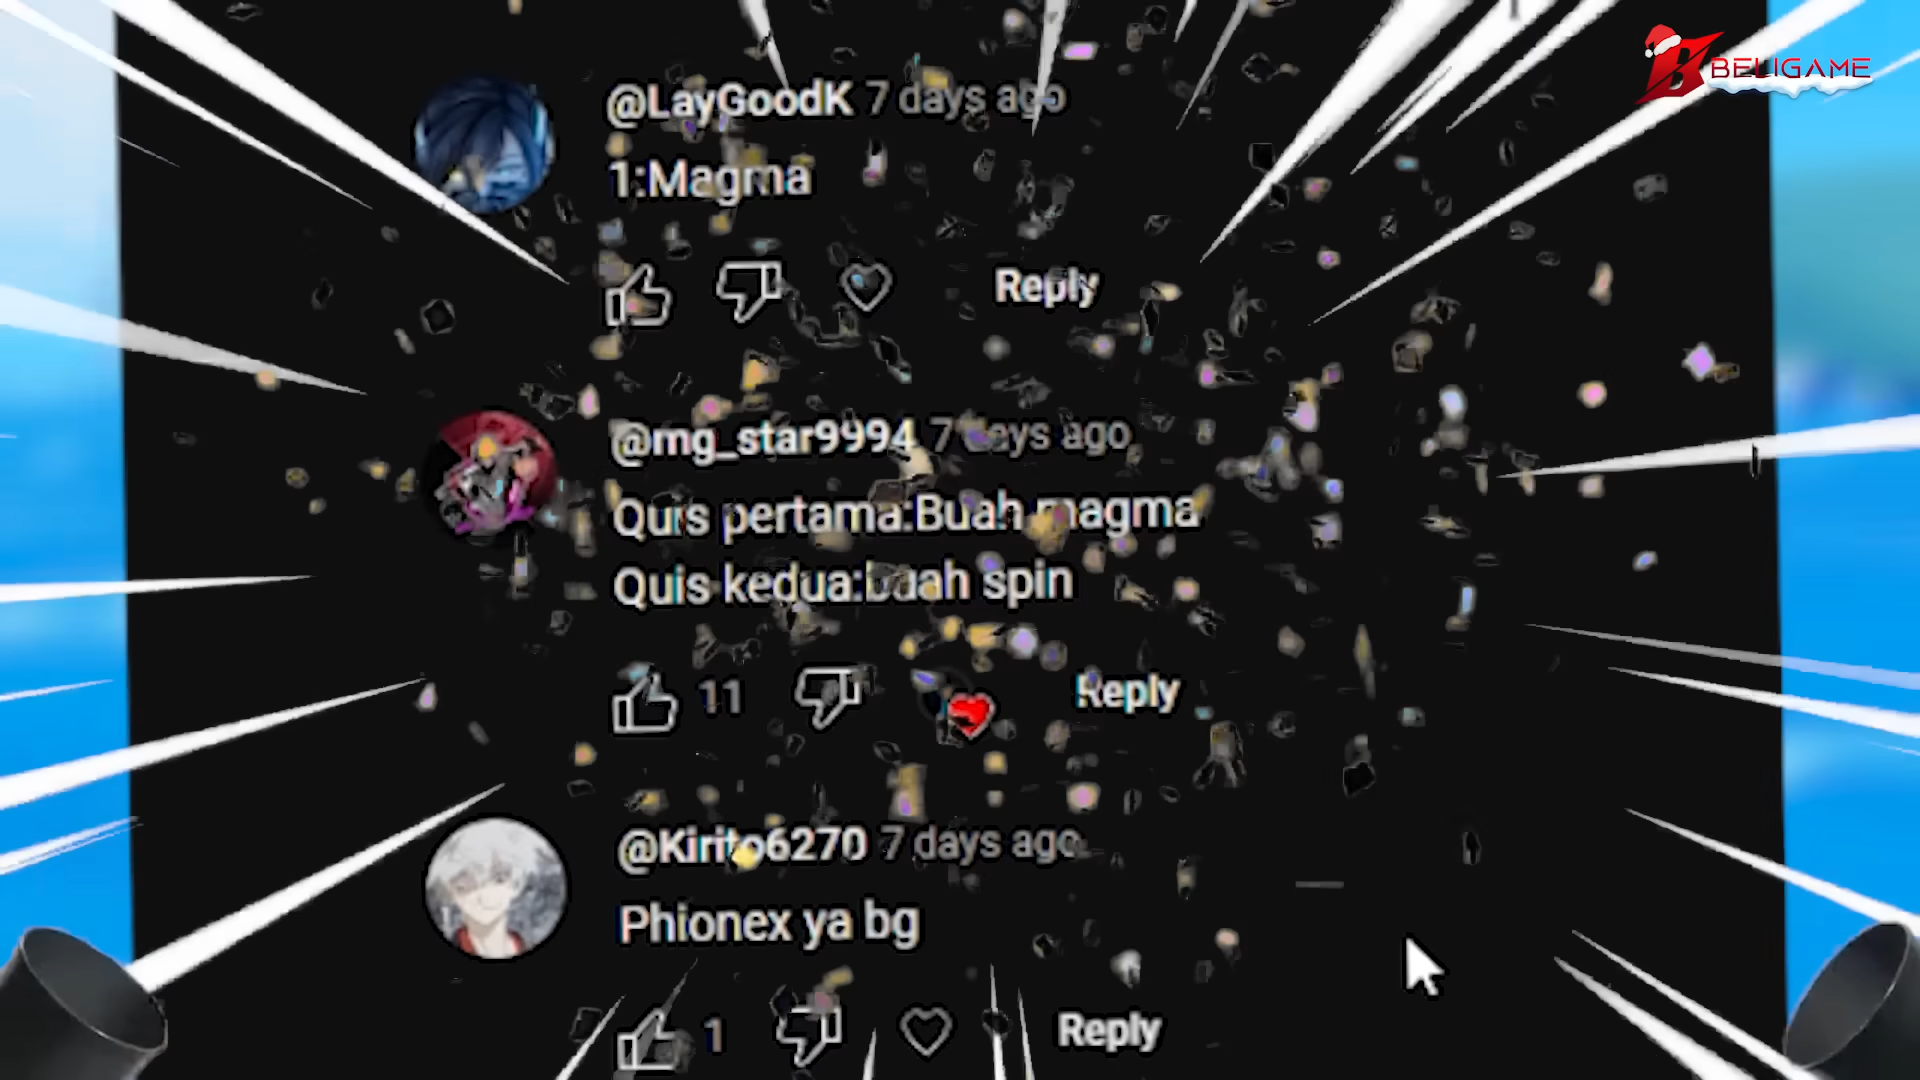 BELIGAME
@LayGoodK 7 days ago
1:Magma
Reply
@mg_star9994 7 days ago
Quis pertama:Buah magma
Quis kedua:buah spin
11 Reply
@Kirito6270 7 days ago
Phionex ya bg
1 Reply